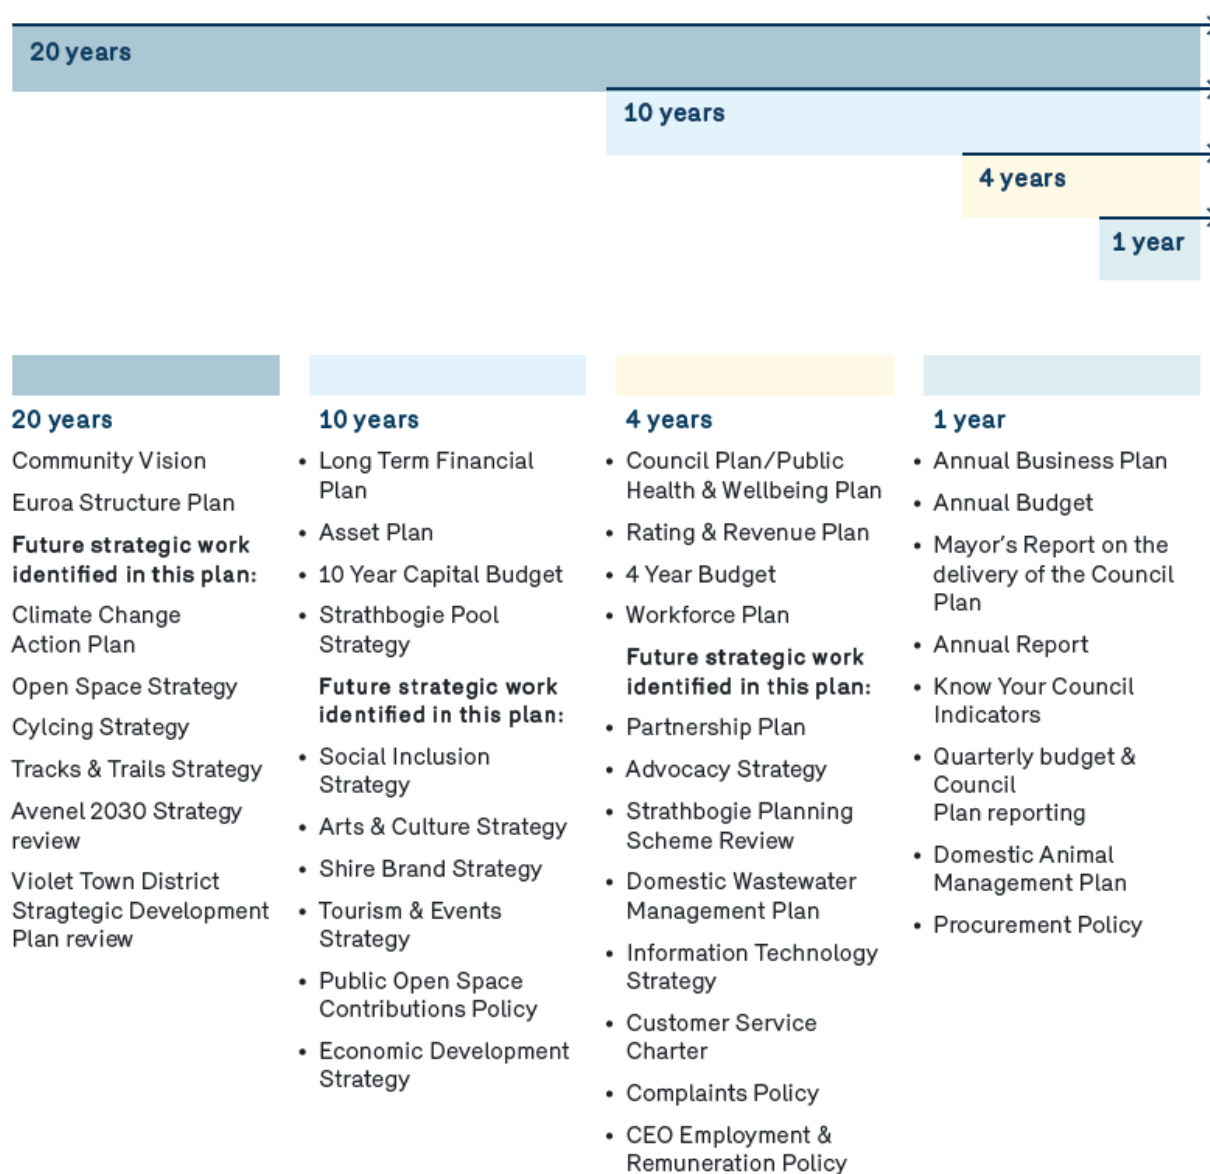 20 years
10 years
4 years
1 year
20 years
Community Vision
Euroa Structure Plan
Future strategic work
identified in this plan:
Climate Change
Action Plan
Open Space Strategy
Cylcing Strategy
Tracks & Trails Strategy
Avenel 2030 Strategy
review
Violet Town District
Stragtegic Development
Plan review
10 years
• Long Term Financial
Plan
• Asset Plan
• 10 Year Capital Budget
• Strathbogie Pool
Strategy
Future strategic work
identified in this plan:
• Social Inclusion
Strategy
• Arts & Culture Strategy
• Shire Brand Strategy
• Tourism & Events
Strategy
• Public Open Space
Contributions Policy
• Economic Development
Strategy
4 years
• Council Plan/Public
Health & Wellbeing Plan
• Rating & Revenue Plan
• 4 Year Budget
• Workforce Plan
Future strategic work
identified in this plan:
• Partnership Plan
• Advocacy Strategy
• Strathbogie Planning
Scheme Review
• Domestic Wastewater
Management Plan
• Information Technology
Strategy
• Customer Service
Charter
• Complaints Policy
• CEO Employment &
Remuneration Policy
1 year
• Annual Business Plan
• Annual Budget
• Mayor’s Report on the
delivery of the Council
Plan
• Annual Report
• Know Your Council
Indicators
• Quarterly budget &
Council
Plan reporting
• Domestic Animal
Management Plan
• Procurement Policy